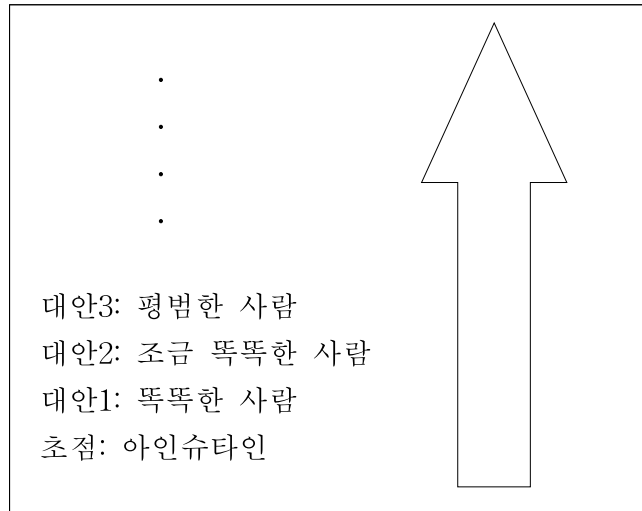 대안3: 평범한 사람
대안2: 조금 똑똑한 사람
대안1: 똑똑한 사람
초점: 아인슈타인